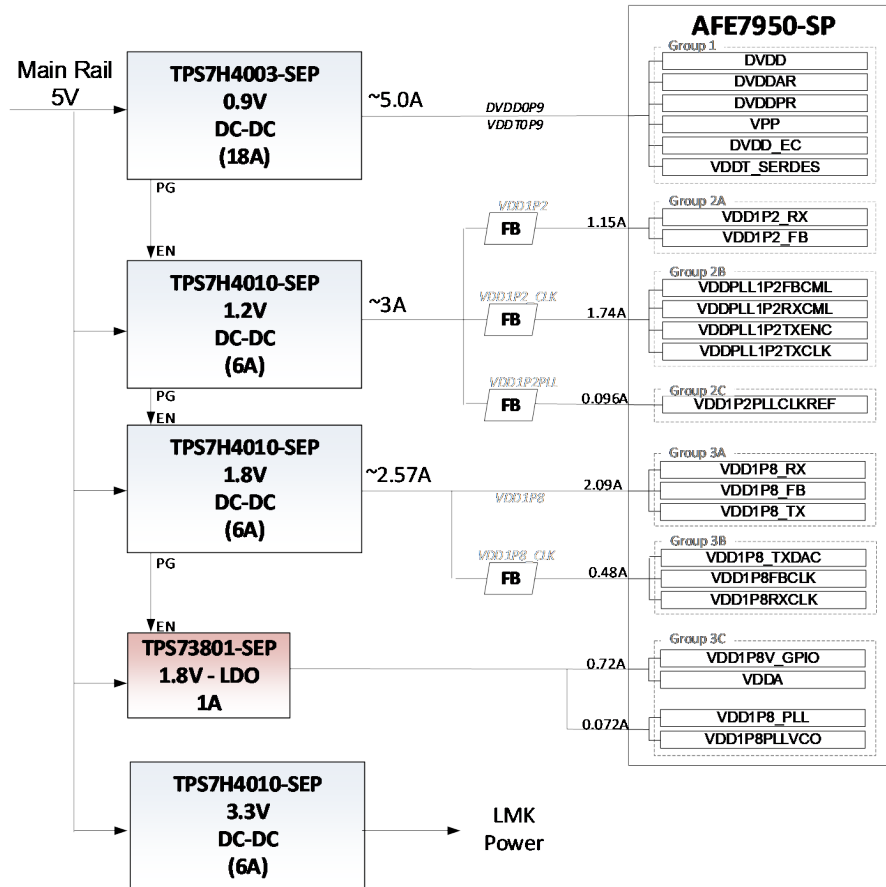 AFE7950-SP
Main Rail
5V
TPS7H4003-SEP
0.9V
DC-DC
(18A)
~5.0A
DVDD0P9
VDDT0P9
Group 1
DVDD
DVDDAR
DVDDPR
VPP
DVDD_EC
VDDT_SERDES
PG
EN
TPS7H4010-SEP
1.2V
DC-DC
(6A)
~3A
VDD1P2
FB
1.15A
Group 2A
VDD1P2_RX
VDD1P2_FB
VDD1P2_CLK
FB
1.74A
Group 2B
VDDPLL1P2FBCML
VDDPLL1P2RXCML
VDDPLL1P2TXENC
VDDPLL1P2TXCLK
VDD1P2PLL
FB
0.096A
Group 2C
VDD1P2PLLCLKREF
PG
EN
TPS7H4010-SEP
1.8V
DC-DC
(6A)
~2.57A
VDD1P8
2.09A
Group 3A
VDD1P8_RX
VDD1P8_FB
VDD1P8_TX
VDD1P8_CLK
FB
0.48A
Group 3B
VDD1P8_TXDAC
VDD1P8FBCLK
VDD1P8RXCLK
PG
EN
TPS73801-SEP
1.8V - LDO
1A
0.72A
Group 3C
VDD1P8V_GPIO
VDDA
0.072A
VDD1P8_PLL
VDD1P8PLLVCO
TPS7H4010-SEP
3.3V
DC-DC
(6A)
LMK
Power